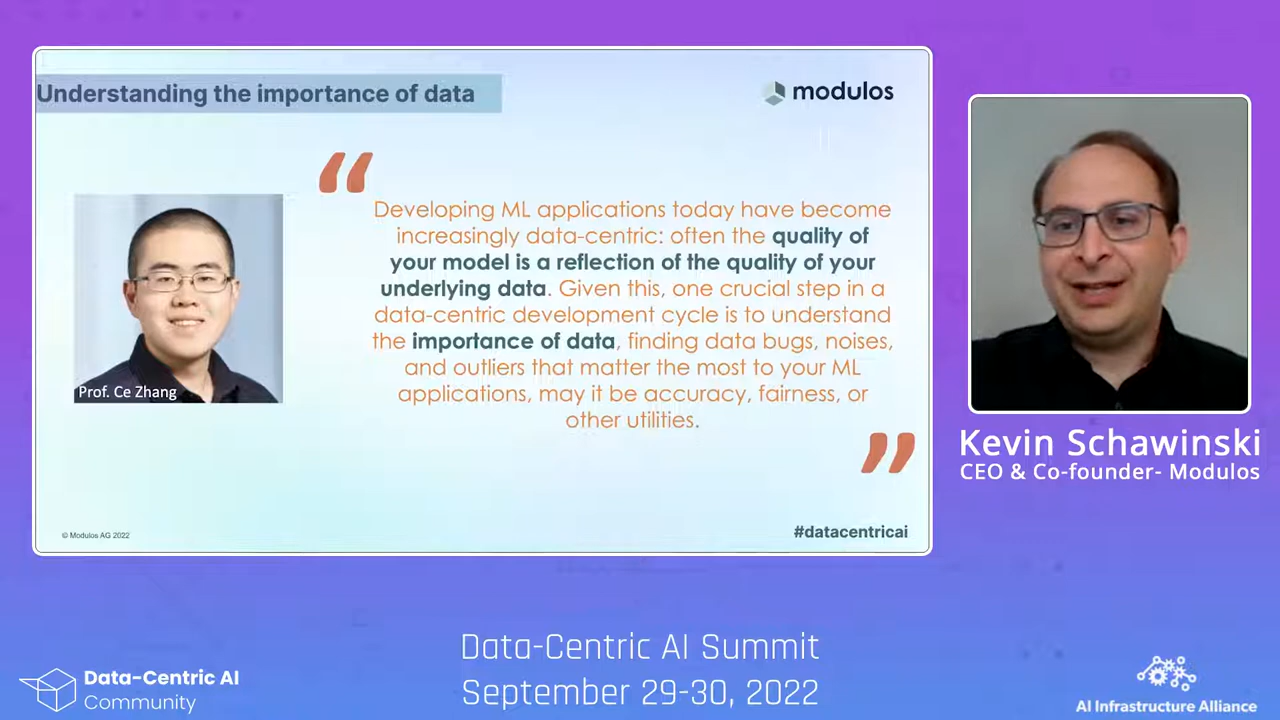 Understanding the importance of data
modulos
“
Developing ML applications today have become
increasingly data-centric: often the quality of
your model is a reflection of the quality of your
underlying data. Given this, one crucial step in a
data-centric development cycle is to understand
the importance of data, finding data bugs, noises,
and outliers that matter the most to your ML
applications, may it be accuracy, fairness, or
other utilities.
”
Prof. Ce Zhang
© Modulos AG 2022
#datacentricai
Kevin Schawinski
CEO & Co-founder- Modulos
Data-Centric AI Summit
September 29-30, 2022
Data-Centric AI
Community
AI Infrastructure Alliance